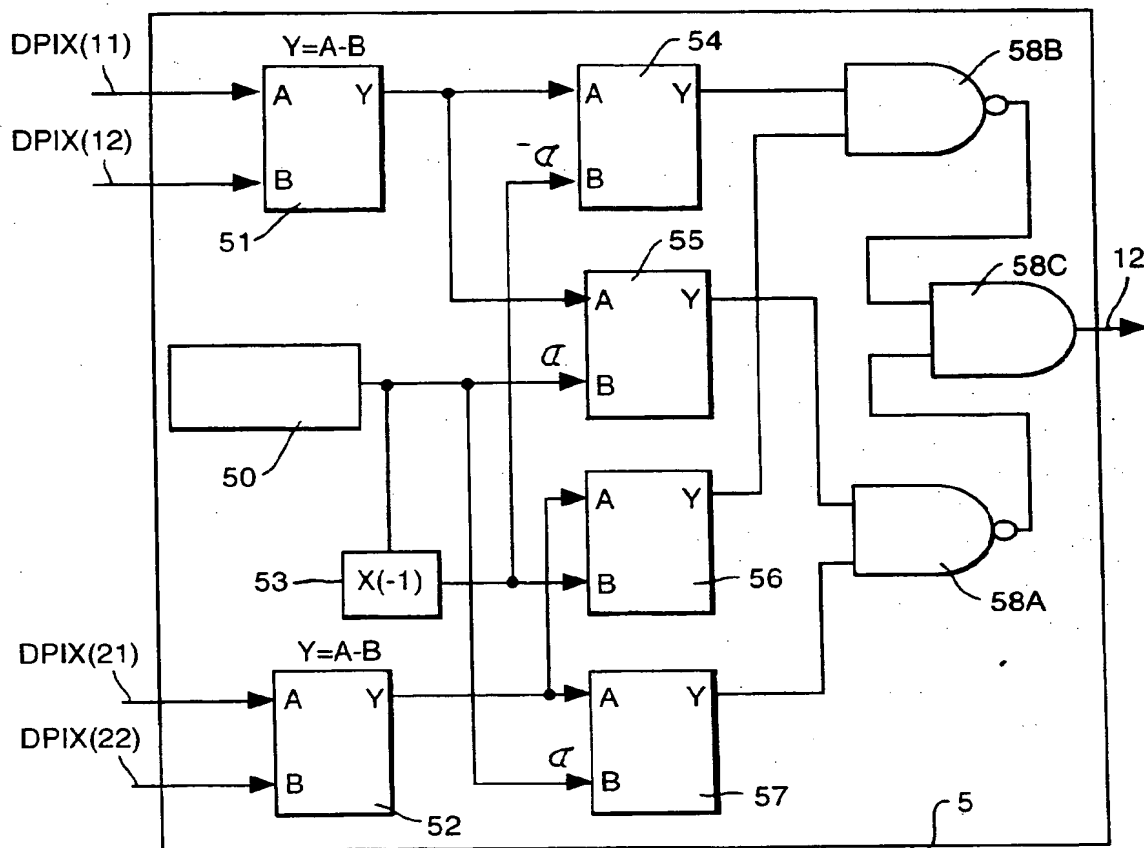 DPIX(11)
DPIX(12)
Y=A-B
A Y
B
51
54
A Y
-a
B
58B
55
A Y
a
B
58C
12
50
53
X(-1)
A Y
B
56
58A
DPIX(21)
DPIX(22)
Y=A-B
A Y
B
52
A Y
a
B
57
5